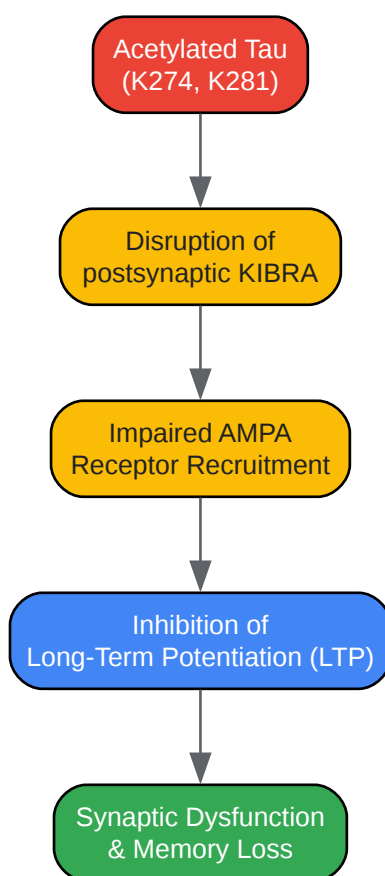 Acetylated Tau
(K274, K281)
Disruption of
postsynaptic KIBRA
Impaired AMPA
Receptor Recruitment
Inhibition of
Long-Term Potentiation (LTP)
Synaptic Dysfunction
& Memory Loss